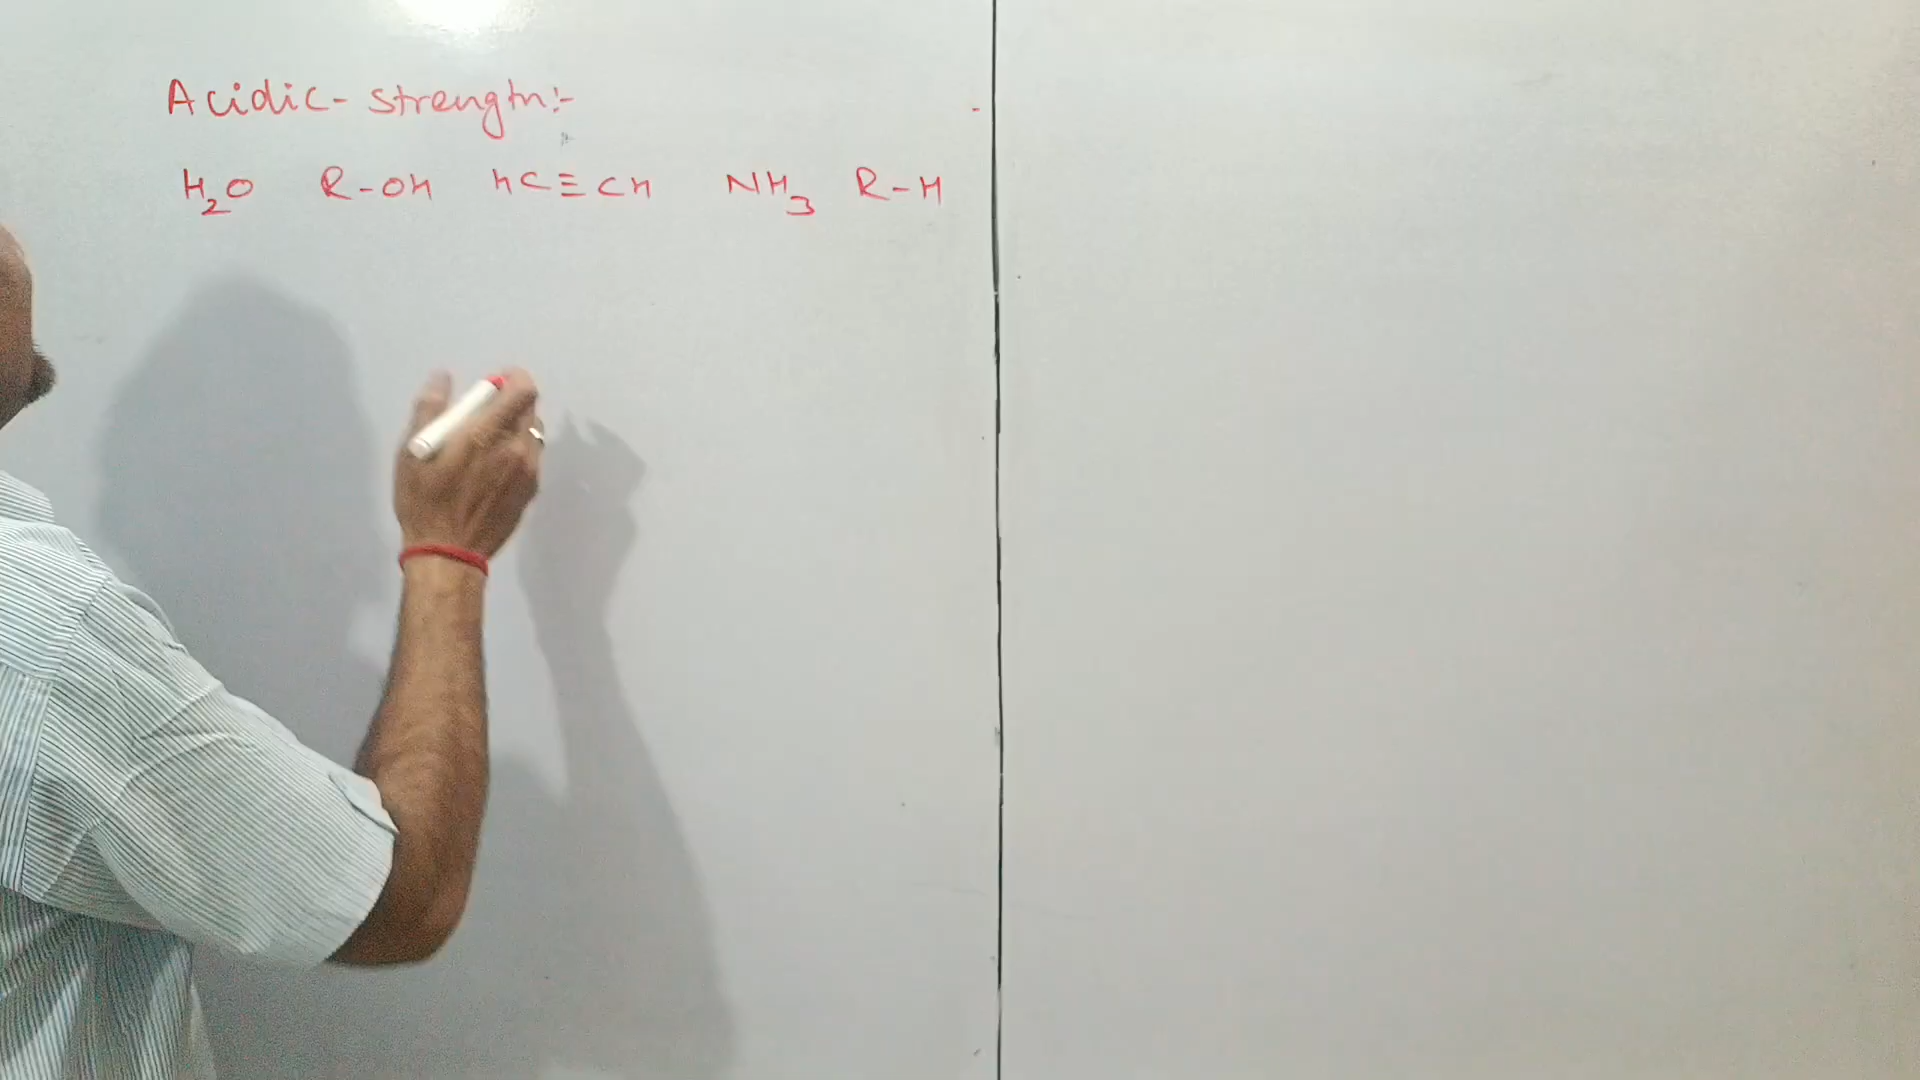 Acidic- strength:-
H₂O R-OH HC≡CH NH₃ R-H